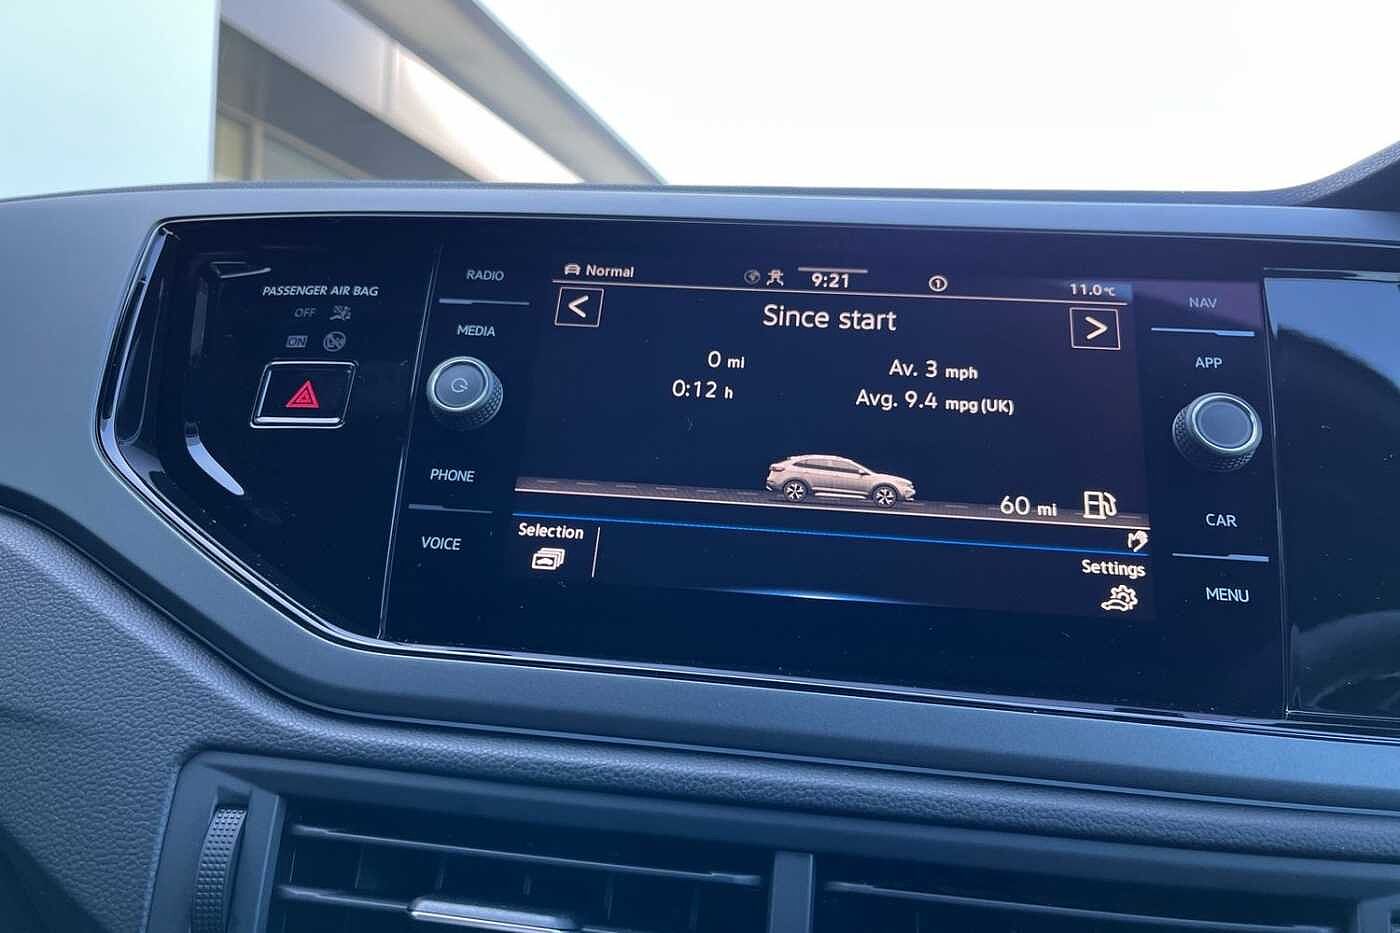 PASSENGER AIR BAG
OFF
ON
RADIO
MEDIA
PHONE
VOICE
Normal
9:21
1
11.0°C
<
Since start
>
0 mi
Av. 3 mph
0:12 h
Avg. 9.4 mpg(UK)
60 mi
Selection
Settings
NAV
APP
CAR
MENU